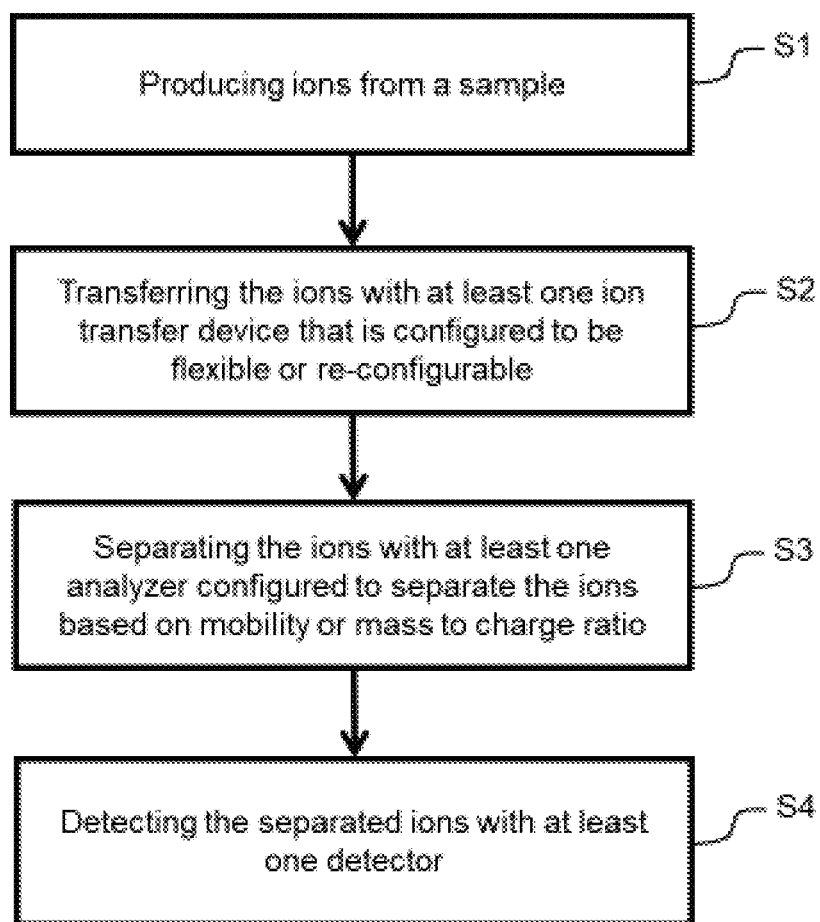 Producing ions from a sample
S1
Transferring the ions with at least one ion
transfer device that is configured to be
flexible or re-configurable
S2
Separating the ions with at least one
analyzer configured to separate the ions
based on mobility or mass to charge ratio
S3
Detecting the separated ions with at least
one detector
S4